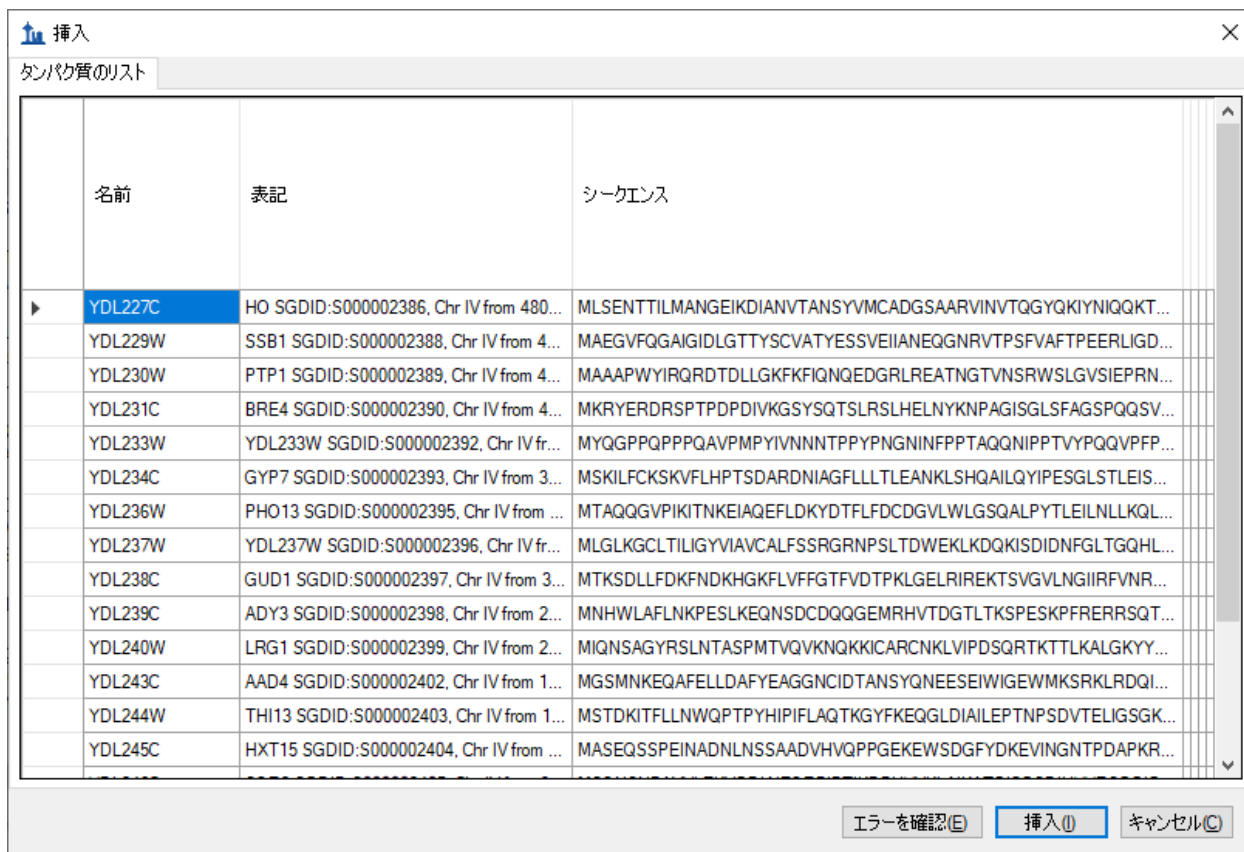 挿入
タンパク質のリスト
名前 表記 シークエンス
YDL227C HO SGDID:S000002386, Chr IV from 480... MLSENTTILMANGEIKDIANVTANSYVMCADGSAARVINVTQGYQKIYNIQQKT...
YDL229W SSB1 SGDID:S000002388, Chr IV from 4... MAEGVFQGAIGIDLGTTYSCVATYESSVEIIANEQGNRVTPSFVAFTPEERLIGD...
YDL230W PTP1 SGDID:S000002389, Chr IV from 4... MAAAPWYIRQRDTDLLGKFKFIQNQEDGRLREATNGTVNSRWSLGVSIEPRN...
YDL231C BRE4 SGDID:S000002390, Chr IV from 4... MKRYERDRSPTPDPDIVKGSYSQTSLRSLHELNYKNPAGISGLSFAGSPQQSV...
YDL233W YDL233W SGDID:S000002392, Chr IV fr... MYQGPPQPPPQAVPMPYIVNNNTPPYPNGNINFPPTAQQNIPPTVYPQQVPFP...
YDL234C GYP7 SGDID:S000002393, Chr IV from 3... MSKILFCKSKVFLHPTSDARDNIAGFLLLTLEANKLSHQAILQYIPESGLSTLEIS...
YDL236W PHO13 SGDID:S000002395, Chr IV from ... MTAQQGVPIKITNKEIAQEFLDKYDTFLFDCDGVLWLGSQALPYTLEILNLLKQL...
YDL237W YDL237W SGDID:S000002396, Chr IV fr... MLGLKGCLTILIGYVIAVCALFSSRGRNPSLTDWEKLKDQKISDIDNFGLTGQHL...
YDL238C GUD1 SGDID:S000002397, Chr IV from 3... MTKSDLLFDKFNDKHGKFLVFFGTFVDTPKLGELRIREKTSVGVLNGIIRFVNR...
YDL239C ADY3 SGDID:S000002398, Chr IV from 2... MNHWLAFLNKPESLKEQNSDCDQQGEMRHVTDGTLTKSPESKPFRERRSQT...
YDL240W LRG1 SGDID:S000002399, Chr IV from 2... MIQNSAGYRSLNTASPMTVQVKNQKKICARCNKLVIPDSQRTKTTLKALGKYY...
YDL243C AAD4 SGDID:S000002402, Chr IV from 1... MGSMNKEQAFELLDAFYEAGGNCIDTANSYQNEESEIWIGEWMKSRKLRDQI...
YDL244W THI13 SGDID:S000002403, Chr IV from 1... MSTDKITFLLNWQPTPYHIPIFLAQTKGYFKEQGLDIAILEPTNPSDVTELIGSGK...
YDL245C HXT15 SGDID:S000002404, Chr IV from ... MASEQSSPEINADNLNSSAADVHVQPPGEKEWSDGFYDKEVINGNTPDAPKR...
エラーを確認(E) 挿入(I) キャンセル(C)